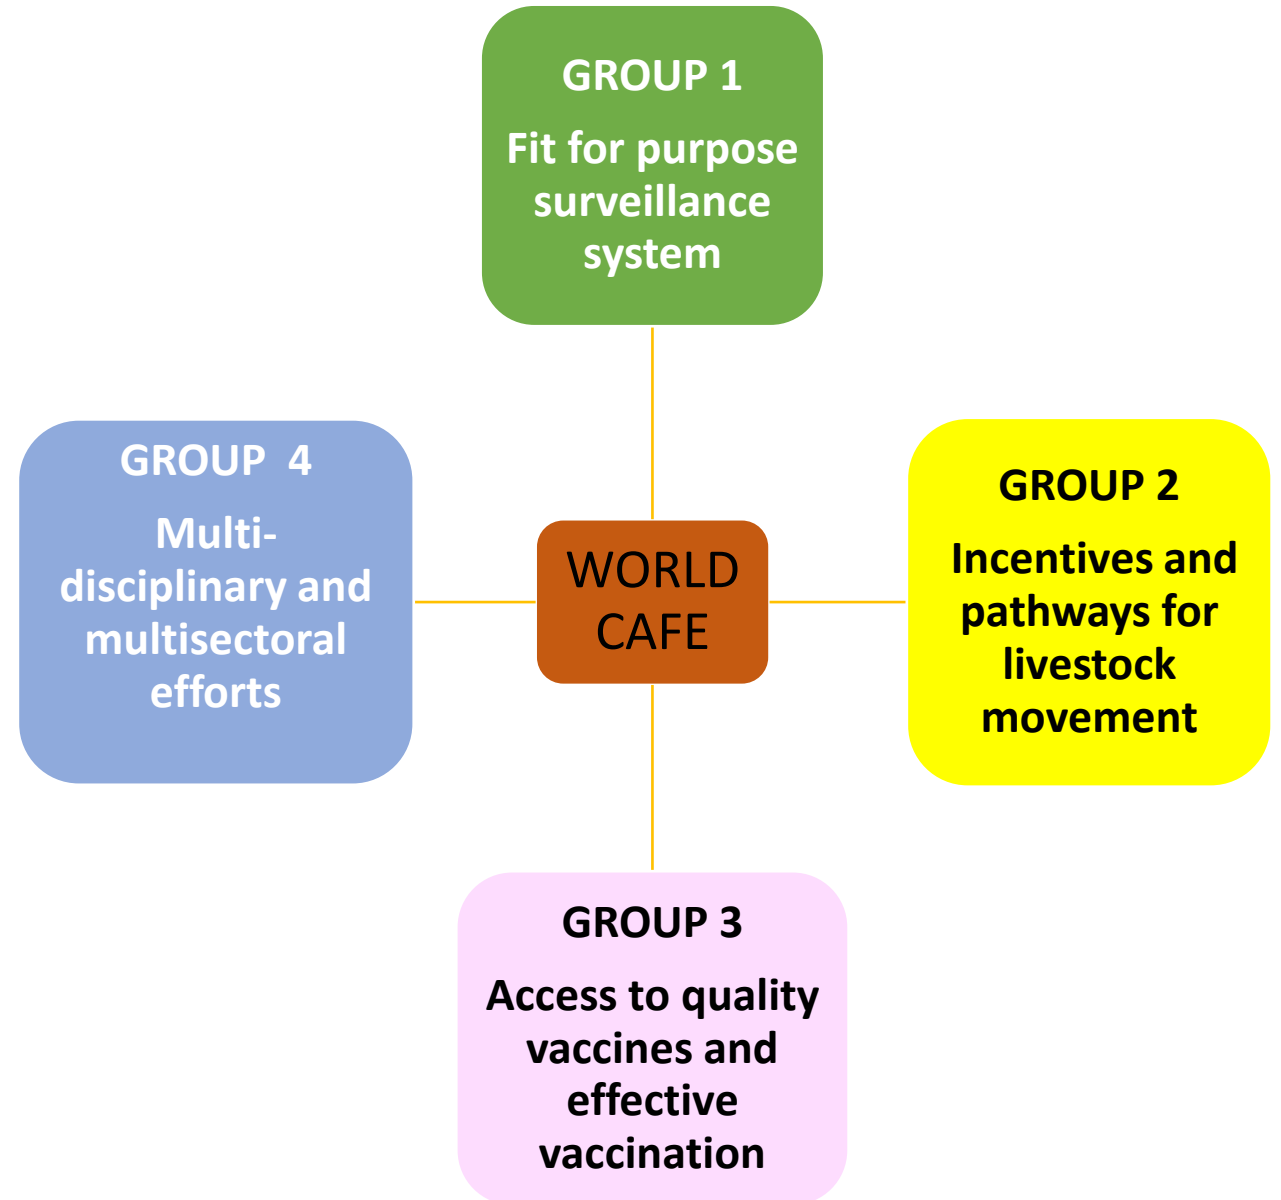 GROUP 1
Fit for purpose
surveillance
system
GROUP  4
Multi-
disciplinary and
multisectoral
efforts
WORLD
CAFE
GROUP 2
Incentives and
pathways for
livestock
movement
GROUP 3
Access to quality
vaccines and
effective
vaccination